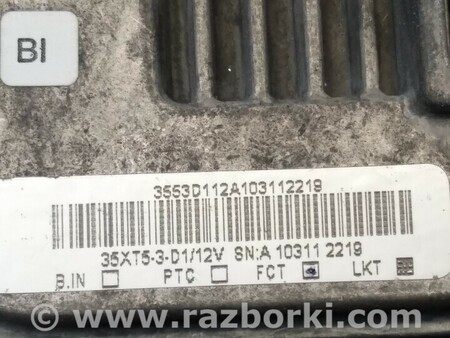 BI
3553D112A103112219
35XT5-3-D1/12V SN:A 10311 2219
B.IN PTC FCT LKT
www.razborki.com